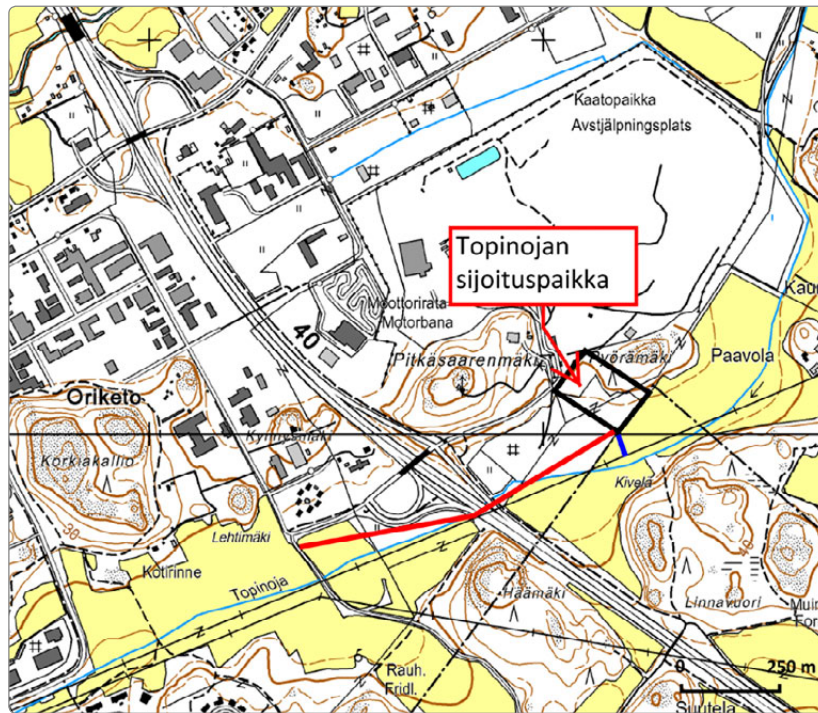 Kaatopaikka
Avstjälpningsplats
Topinojan
sijoituspaikka
Moottorirata
Motorbana
40
Pitkäsaarenmäki
Pyörämäki
Paavola
Oriketo
Kynnysmäki
Korkiakallio
Kivelä
Lehtimäki
Kotirinne
Topinoja
Häämäki
Linnavuori
Rauh.
Fridl.
0 250 m
Suutela